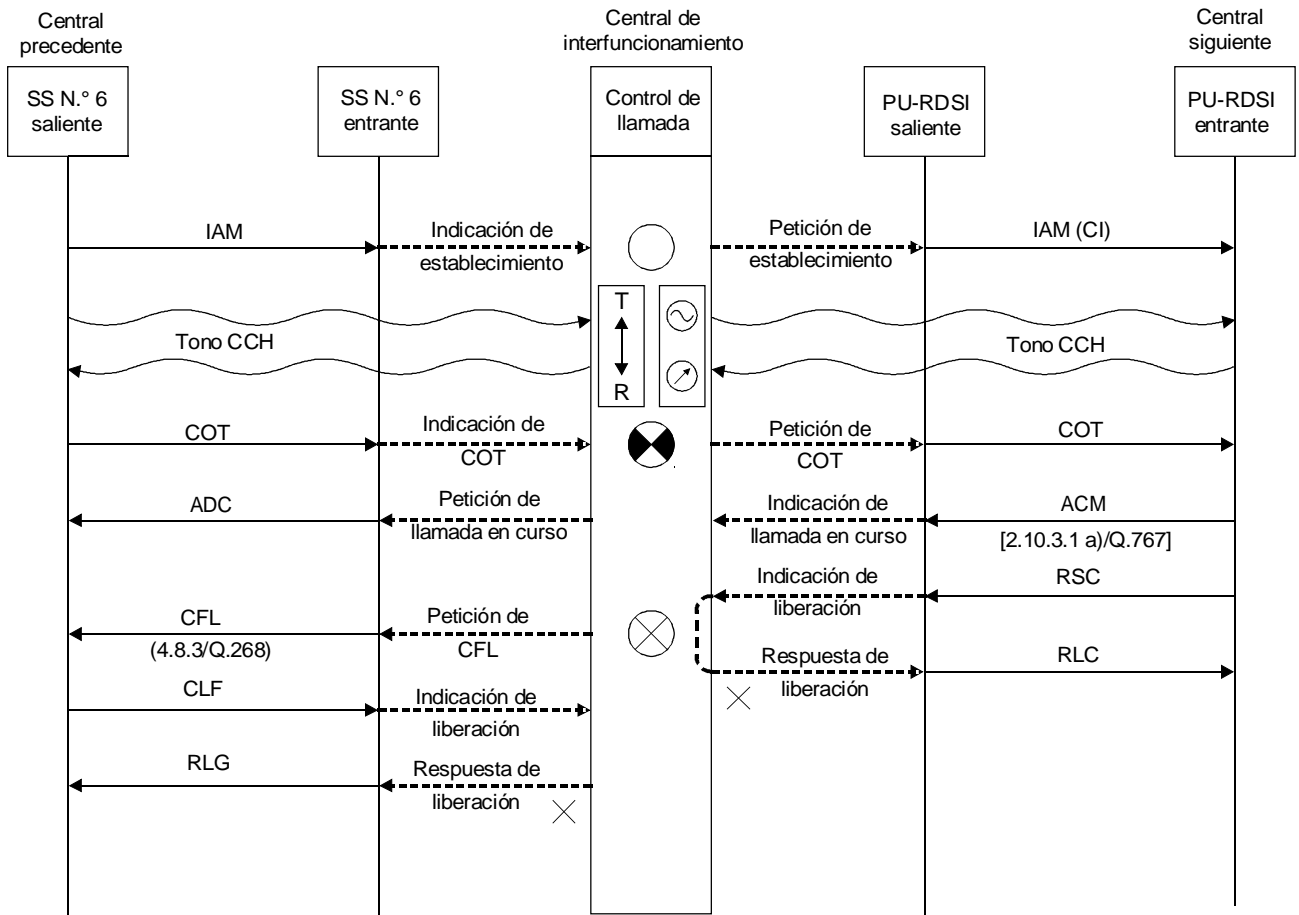 Central
precedente
Central de
interfuncionamiento
Central
siguiente
SS N.° 6
saliente
SS N.° 6
entrante
Control de
llamada
PU-RDSI
saliente
PU-RDSI
entrante
IAM
Indicación de
establecimiento
Petición de
establecimiento
IAM (CI)
T
R
Tono CCH
Tono CCH
COT
Indicación de
COT
Petición de
COT
COT
ADC
Petición de
llamada en curso
Indicación de
llamada en curso
ACM
[2.10.3.1 a)/Q.767]
Indicación de
liberación
RSC
CFL
(4.8.3/Q.268)
Petición de
CFL
Respuesta de
liberación
RLC
CLF
Indicación de
liberación
RLG
Respuesta de
liberación